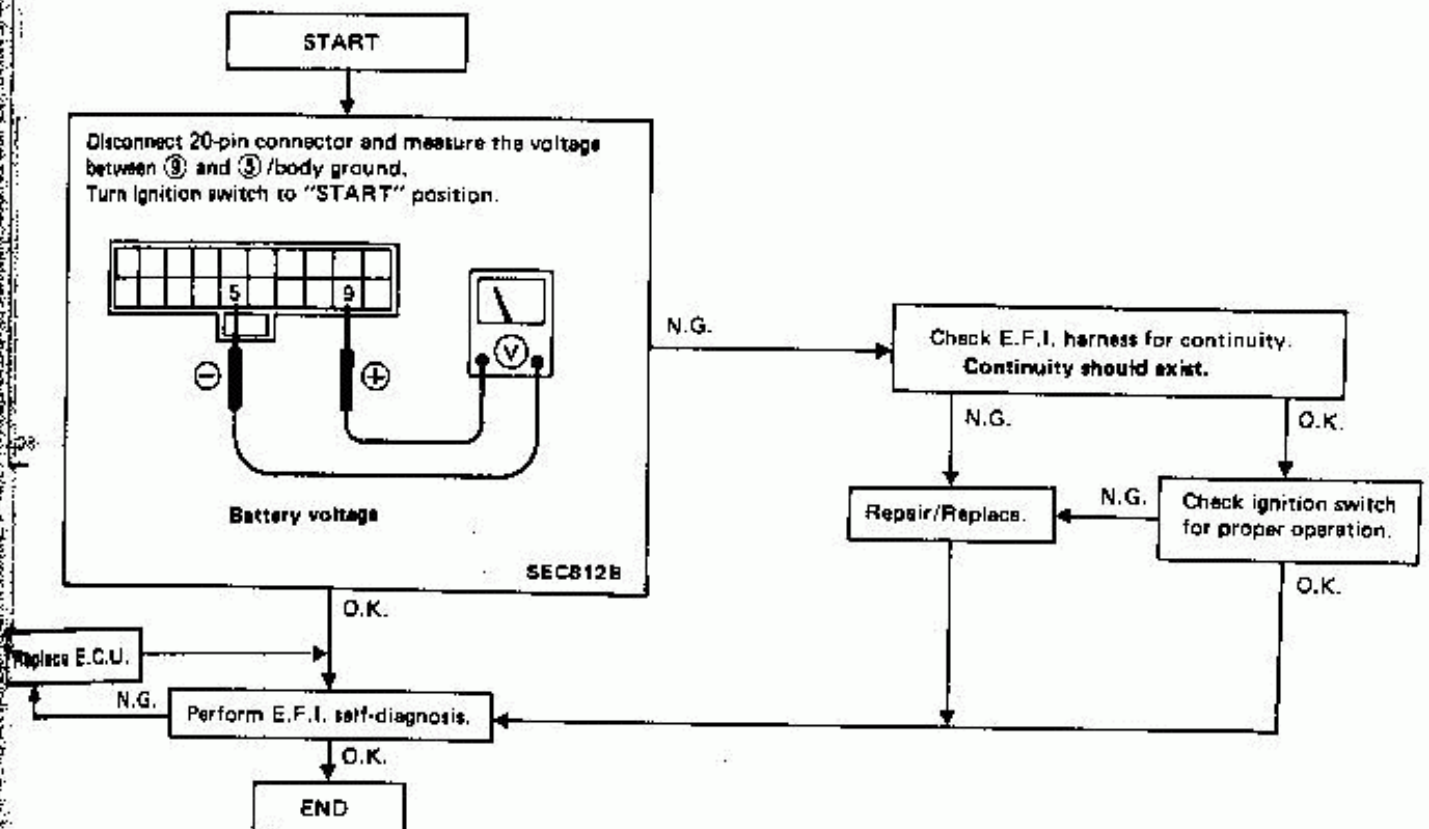 START
Disconnect 20-pin connector and measure the voltage
between ⑨ and ⑤/body ground.
Turn ignition switch to "START" position.
5 9
V
⊖ ⊕
Battery voltage
SEC812B
N.G.
Check E.F.I. harness for continuity.
Continuity should exist.
N.G.
O.K.
Repair/Replace.
N.G.
Check ignition switch
for proper operation.
O.K.
O.K.
Replace E.C.U.
N.G.
Perform E.F.I. self-diagnosis.
O.K.
END